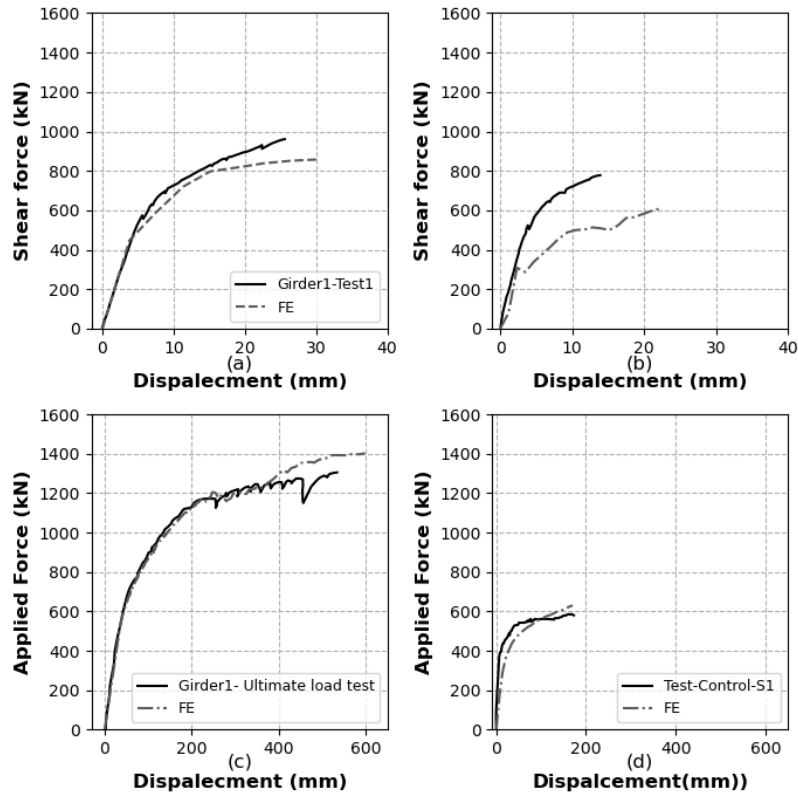 1600
1400
1200
1000
800
600
400
200
0
Shear force (kN)
Girder1-Test1
FE
0 10 20 30 40
(a)
Dispalecment (mm)
1600
1400
1200
1000
800
600
400
200
0
Shear force (kN)
0 10 20 30 40
(b)
Dispalecment (mm)
1600
1400
1200
1000
800
600
400
200
0
Applied Force (kN)
Girder1- Ultimate load test
FE
0 200 400 600
(c)
Dispalecment (mm)
1600
1400
1200
1000
800
600
400
200
0
Applied Force (kN)
Test-Control-S1
FE
0 200 400 600
(d)
Dispalcement(mm))